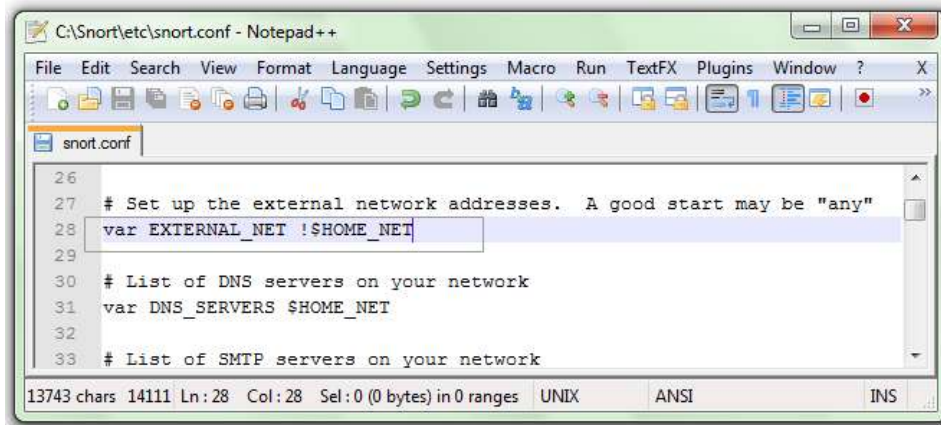 C:\Snort\etc\snort.conf - Notepad++
File Edit Search View Format Language Settings Macro Run TextFX Plugins Window ? X
snort.conf
26
27 # Set up the external network addresses.  A good start may be "any"
28 var EXTERNAL_NET !$HOME_NET
29
30 # List of DNS servers on your network
31 var DNS_SERVERS $HOME_NET
32
33 # List of SMTP servers on your network
13743 chars 14111 Ln : 28 Col : 28 Sel : 0 (0 bytes) in 0 ranges UNIX ANSI INS